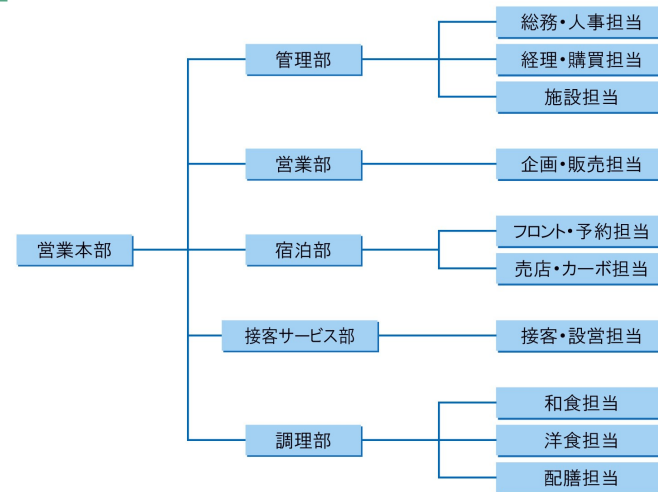 営業本部
管理部
総務・人事担当
経理・購買担当
施設担当
営業部
企画・販売担当
宿泊部
フロント・予約担当
売店・カーボ担当
接客サービス部
接客・設営担当
調理部
和食担当
洋食担当
配膳担当